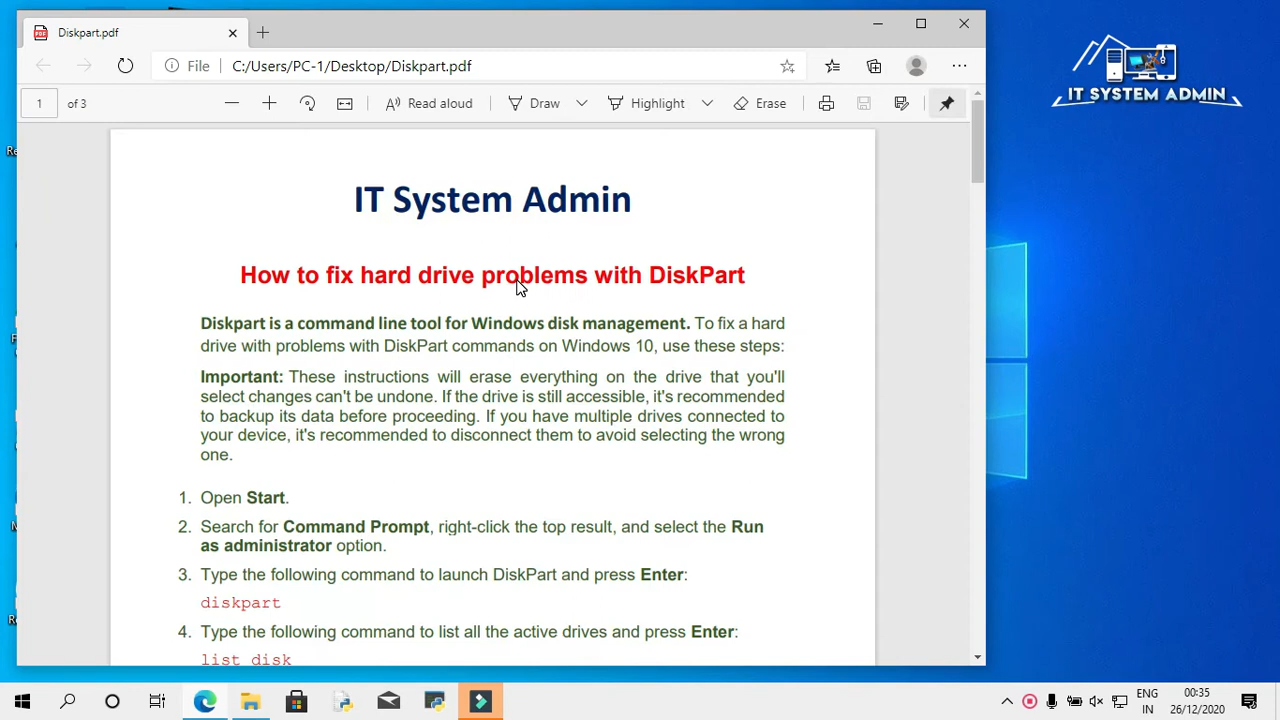 Diskpart.pdf
File C:/Users/PC-1/Desktop/Diskpart.pdf
1 of 3 Read aloud Draw Highlight Erase
IT SYSTEM ADMIN
IT System Admin
How to fix hard drive problems with DiskPart
Diskpart is a command line tool for Windows disk management. To fix a hard
drive with problems with DiskPart commands on Windows 10, use these steps:
Important: These instructions will erase everything on the drive that you'll
select changes can't be undone. If the drive is still accessible, it's recommended
to backup its data before proceeding. If you have multiple drives connected to
your device, it's recommended to disconnect them to avoid selecting the wrong
one.
1. Open Start.
2. Search for Command Prompt, right-click the top result, and select the Run
as administrator option.
3. Type the following command to launch DiskPart and press Enter:
diskpart
4. Type the following command to list all the active drives and press Enter:
list disk
ENG
IN
00:35
26/12/2020